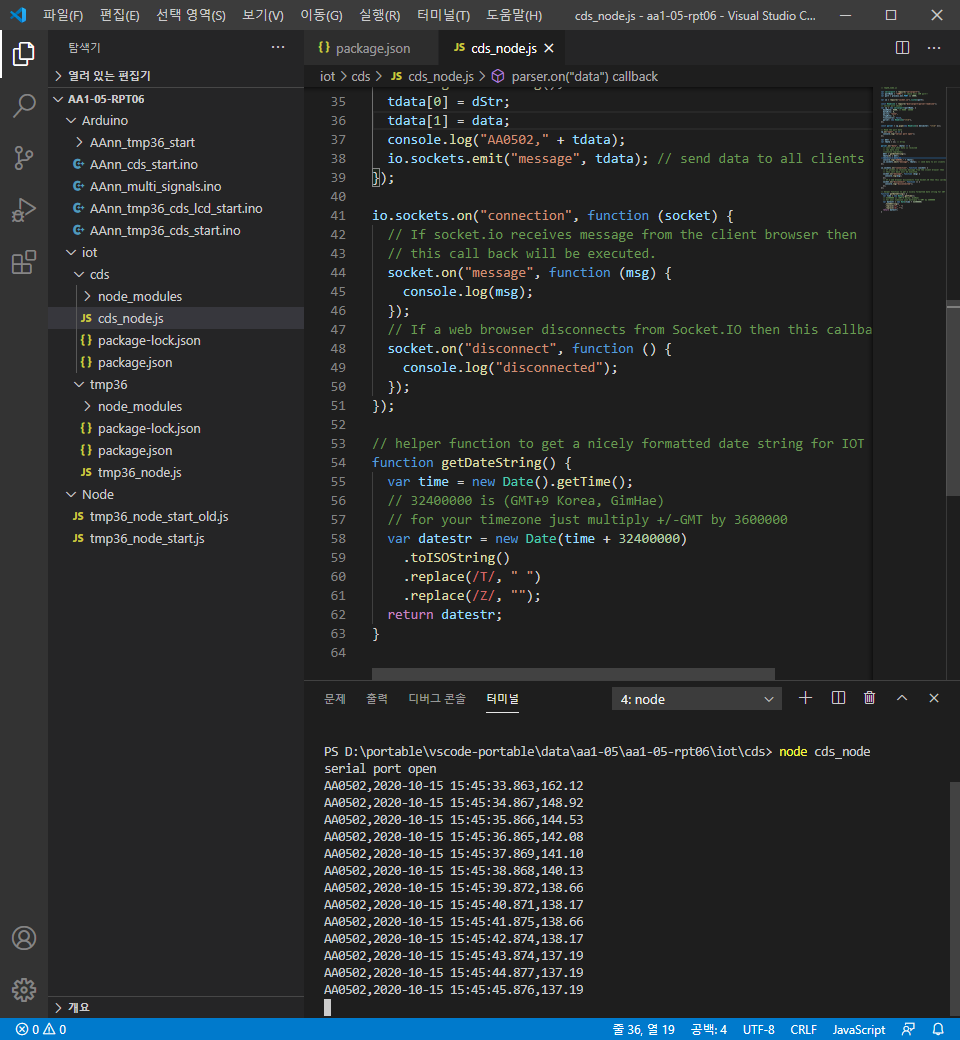 파일(F) 편집(E) 선택 영역(S) 보기(V) 이동(G) 실행(R) 터미널(T) 도움말(H) cds_node.js - aa1-05-rpt06 - Visual Studio C...
탐색기
열려 있는 편집기
AA1-05-RPT06
Arduino
AAnn_tmp36_start
AAnn_cds_start.ino
AAnn_multi_signals.ino
AAnn_tmp36_cds_lcd_start.ino
AAnn_tmp36_cds_start.ino
iot
cds
node_modules
JS cds_node.js
{} package-lock.json
{} package.json
tmp36
node_modules
{} package-lock.json
{} package.json
JS tmp36_node.js
Node
JS tmp36_node_start_old.js
JS tmp36_node_start.js
개요
{} package.json JS cds_node.js
iot > cds > JS cds_node.js > parser.on("data") callback
35 tdata[0] = dStr;
36 tdata[1] = data;
37 console.log("AA0502," + tdata);
38 io.sockets.emit("message", tdata); // send data to all clients
39 });
40
41 io.sockets.on("connection", function (socket) {
42 // If socket.io receives message from the client browser then
43 // this call back will be executed.
44 socket.on("message", function (msg) {
45 console.log(msg);
46 });
47 // If a web browser disconnects from Socket.IO then this callba
48 socket.on("disconnect", function () {
49 console.log("disconnected");
50 });
51 });
52
53 // helper function to get a nicely formatted date string for IOT
54 function getDateString() {
55 var time = new Date().getTime();
56 // 32400000 is (GMT+9 Korea, GimHae)
57 // for your timezone just multiply +/-GMT by 3600000
58 var datestr = new Date(time + 32400000)
59 .toISOString()
60 .replace(/T/, " ")
61 .replace(/Z/, "");
62 return datestr;
63 }
64
문제 출력 디버그 콘솔 터미널 4: node
PS D:\portable\vscode-portable\data\aa1-05\aa1-05-rpt06\iot\cds> node cds_node
serial port open
AA0502,2020-10-15 15:45:33.863,162.12
AA0502,2020-10-15 15:45:34.867,148.92
AA0502,2020-10-15 15:45:35.866,144.53
AA0502,2020-10-15 15:45:36.865,142.08
AA0502,2020-10-15 15:45:37.869,141.10
AA0502,2020-10-15 15:45:38.868,140.13
AA0502,2020-10-15 15:45:39.872,138.66
AA0502,2020-10-15 15:45:40.871,138.17
AA0502,2020-10-15 15:45:41.875,138.66
AA0502,2020-10-15 15:45:42.874,138.17
AA0502,2020-10-15 15:45:43.874,137.19
AA0502,2020-10-15 15:45:44.877,137.19
AA0502,2020-10-15 15:45:45.876,137.19
0 0 줄 36, 열 19 공백: 4 UTF-8 CRLF JavaScript